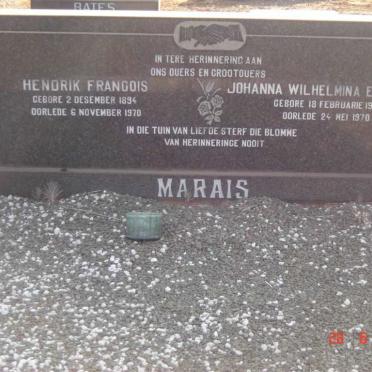 BATES
IN TERE HERINNERING AAN
ONS OUERS EN GROOTOUERS
HENDRIK FRANCOIS
GEBORE 2 DESEMBER 1894
OORLEDE 6 NOVEMBER 1970
JOHANNA WILHELMINA E
GEBORE 18 FEBRUARIE
OORLEDE 24 MEI 1970
IN DIE TUIN VAN LIEFDE STERF DIE BLOMME
VAN HERINNERINGE NOOIT
MARAIS